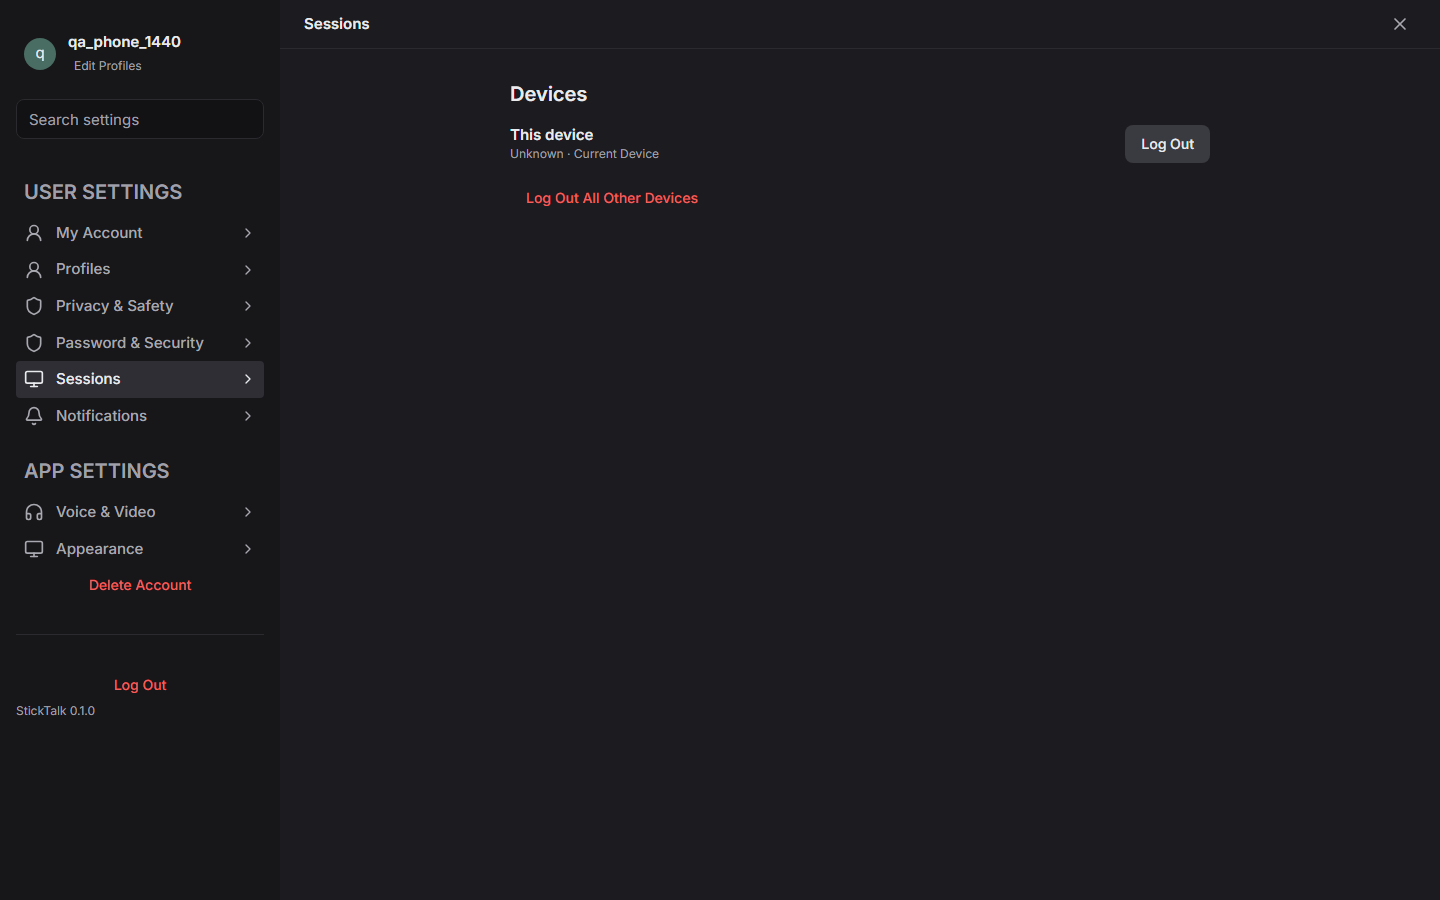 qa_phone_1440
Edit Profiles
Search settings
USER SETTINGS
My Account
Profiles
Privacy & Safety
Password & Security
Sessions
Notifications
APP SETTINGS
Voice & Video
Appearance
Delete Account
Log Out
StickTalk 0.1.0
Sessions
Devices
This device
Unknown · Current Device
Log Out
Log Out All Other Devices
q